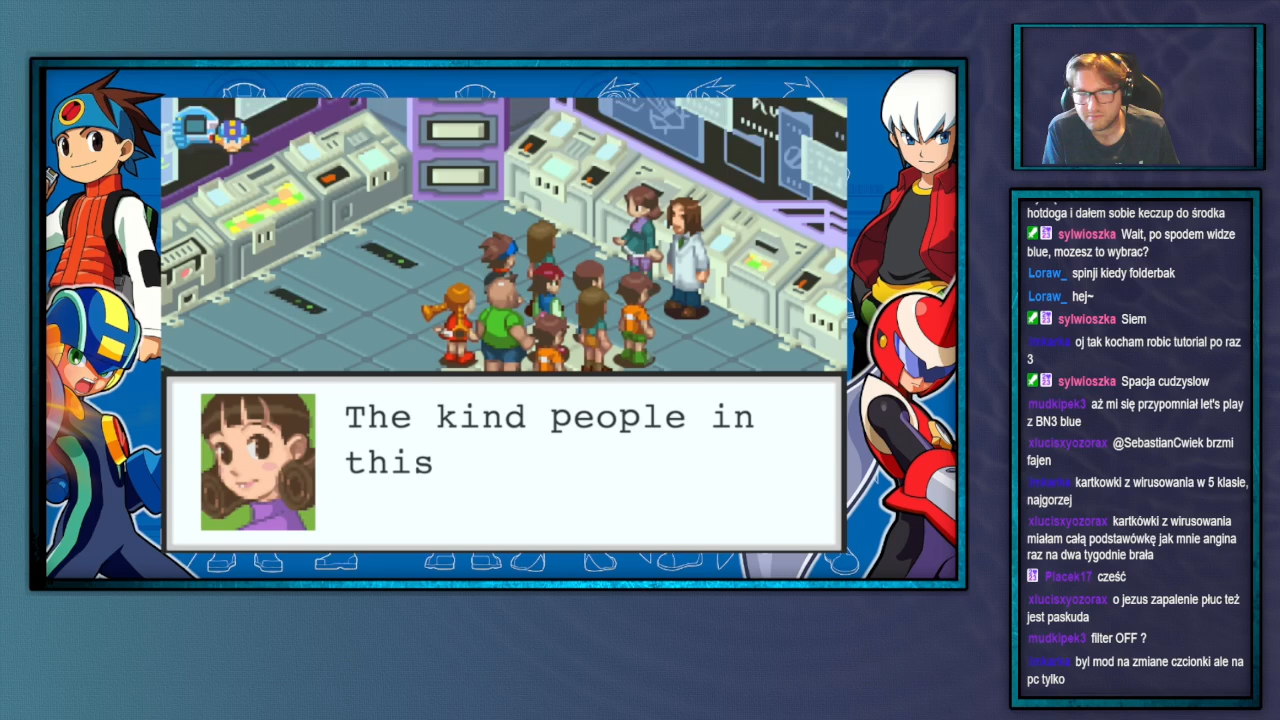 The kind people in
this
hotdoga i dałem sobie keczup do środka
sylwioszka Wait, po spodem widze
blue, mozesz to wybrac?
Loraw_ spinji kiedy folderbak
Loraw_ hej~
sylwioszka Siem
oj tak kocham robic tutorial po raz
3
sylwioszka Spacja cudzyslow
mudkipek3 aż mi się przypomniał let's play
z BN3 blue
xlucisxyozorax @SebastianCwiek brzmi
fajen
kartkowki z wirusowania w 5 klasie,
najgorzej
xlucisxyozorax kartkówki z wirusowania
miałam całą podstawówkę jak mnie angina
raz na dwa tygodnie brała
Placek17 cześć
xlucisxyozorax o jezus zapalenie płuc też
jest paskuda
mudkipek3 filter OFF ?
byl mod na zmiane czcionki ale na
pc tylko